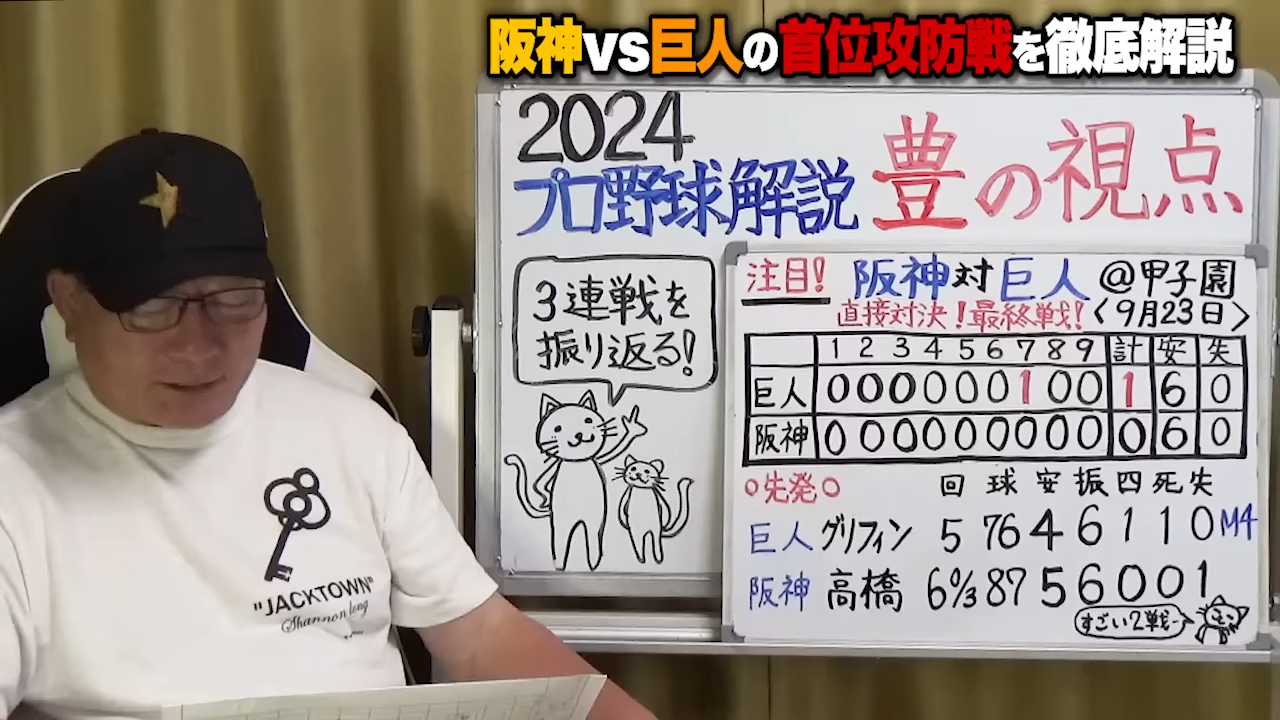 阪神vs巨人の首位攻防戦を徹底解説
2024
プロ野球解説 豊の視点
3連戦を
振り返る!
注目! 阪神対巨人 @甲子園
直接対決!最終戦! <9月23日>
1 2 3 4 5 6 7 8 9 計 安 失
巨人 0 0 0 0 0 0 1 0 0 1 6 0
阪神 0 0 0 0 0 0 0 0 0 0 6 0
○先発○ 回 球 安 振 四 死 失
巨人 グリフィン 5 76 4 6 1 1 0 M4
阪神 高橋 6 0/3 87 5 6 0 0 1
すごい2戦
"JACKTOWN"
Shannon long